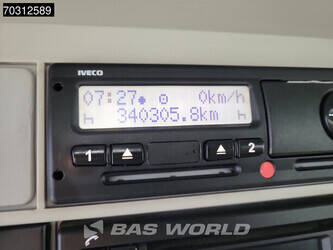 70312589
IVECO
07:27 0km/h
h 340305.8km h
1 2
BAS WORLD